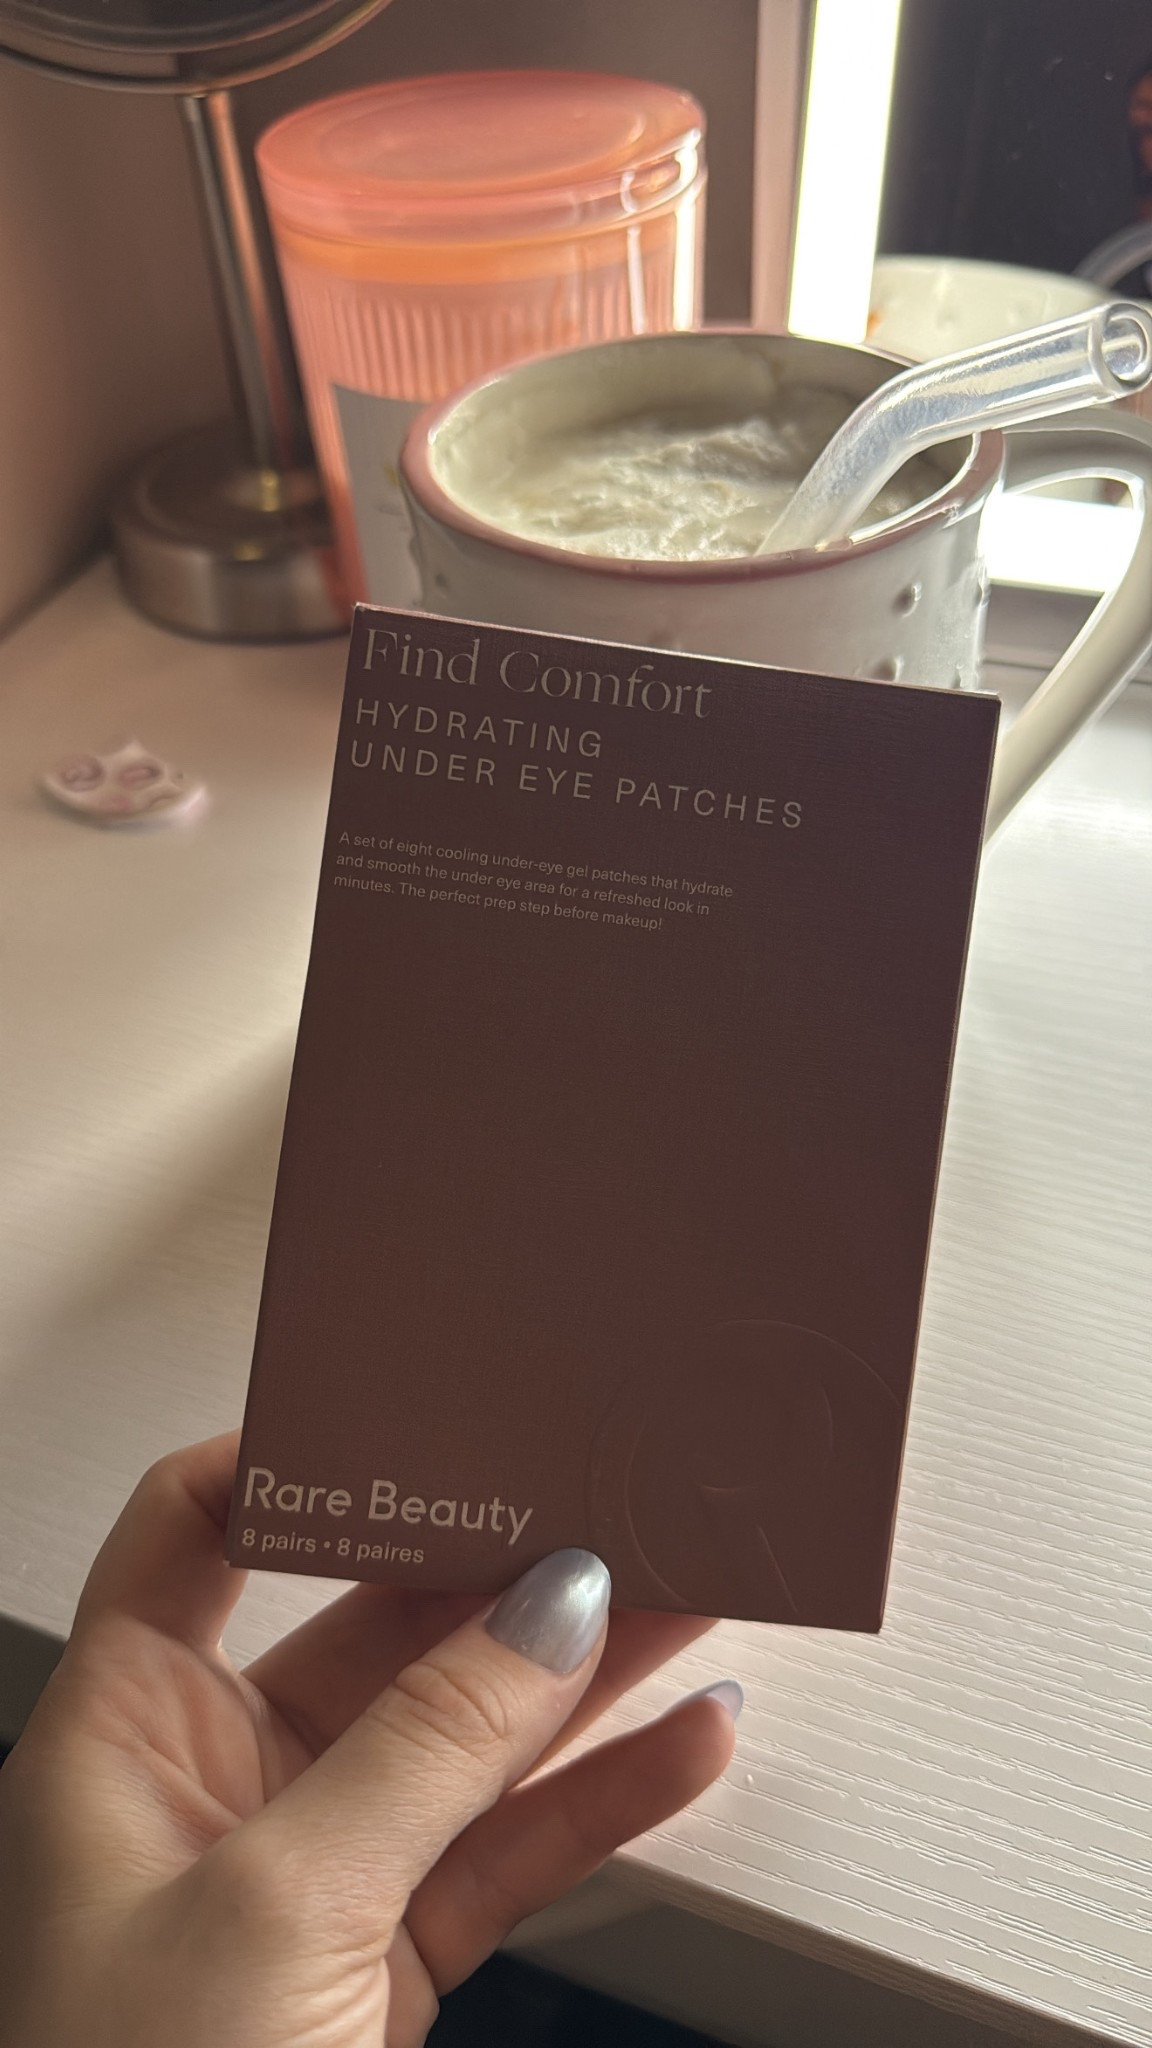 Find Comfort
HYDRATING
UNDER EYE PATCHES
A set of eight cooling under-eye gel patches that hydrate
and smooth the under eye area for a refreshed look in
minutes. The perfect prep step before makeup!
Rare Beauty
8 pairs • 8 paires